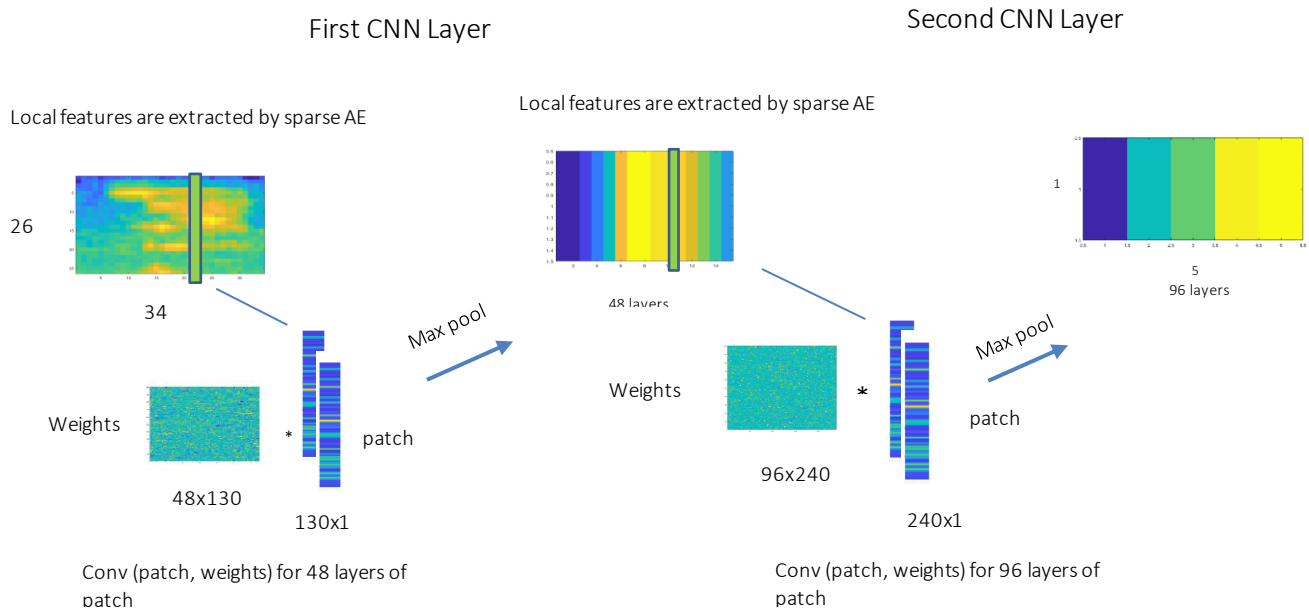 First CNN Layer
Second CNN Layer
Local features are extracted by sparse AE
Local features are extracted by sparse AE
26
34
48 layers
1
5
96 layers
Max pool
Max pool
Weights
*
patch
48x130
130x1
Weights
*
patch
96x240
240x1
Conv (patch, weights) for 48 layers of
patch
Conv (patch, weights) for 96 layers of
patch